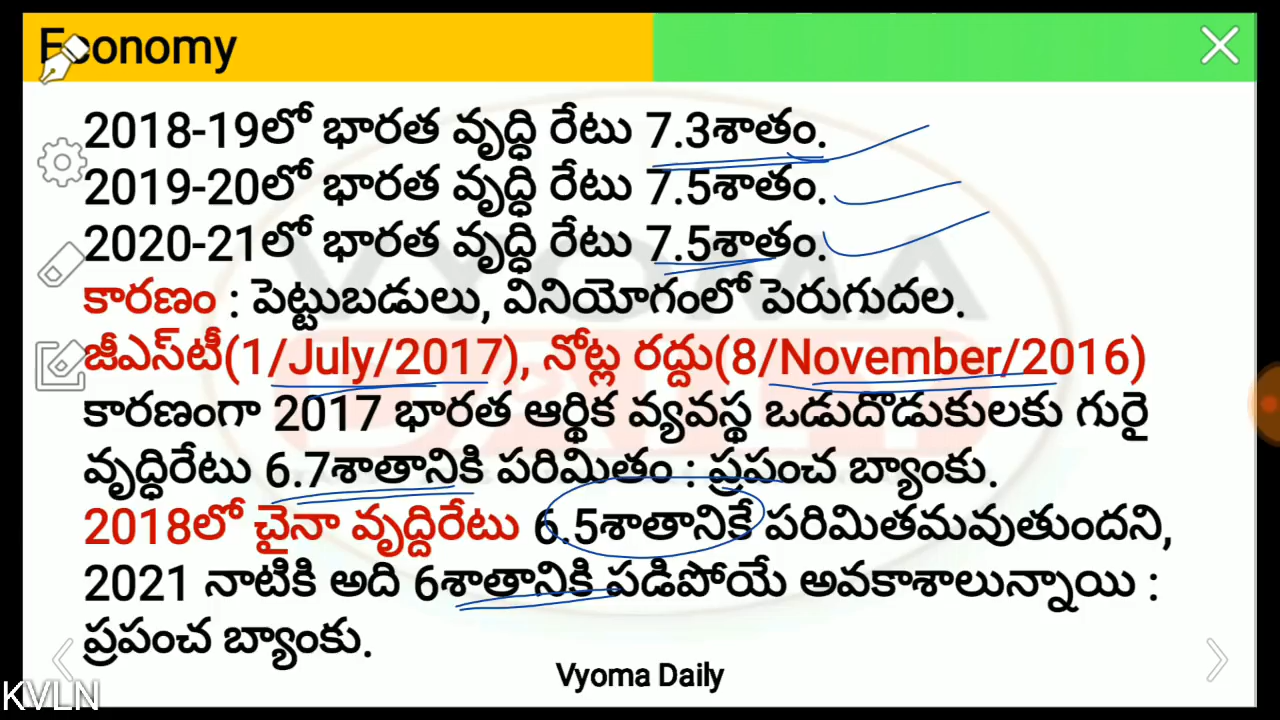 Economy
2018-19లో భారత వృద్ధి రేటు 7.3శాతం.
2019-20లో భారత వృద్ధి రేటు 7.5శాతం.
2020-21లో భారత వృద్ధి రేటు 7.5శాతం.
కారణం : పెట్టుబడులు, వినియోగంలో పెరుగుదల.
జీఎస్‌టీ(1/July/2017), నోట్ల రద్దు(8/November/2016)
కారణంగా 2017 భారత ఆర్థిక వ్యవస్థ ఒడుదొడుకులకు గురై
వృద్ధిరేటు 6.7శాతానికి పరిమితం : ప్రపంచ బ్యాంకు.
2018లో చైనా వృద్దిరేటు 6.5శాతానికే పరిమితమవుతుందని,
2021 నాటికి అది 6శాతానికి పడిపోయే అవకాశాలున్నాయి :
ప్రపంచ బ్యాంకు.
Vyoma Daily
KVLN